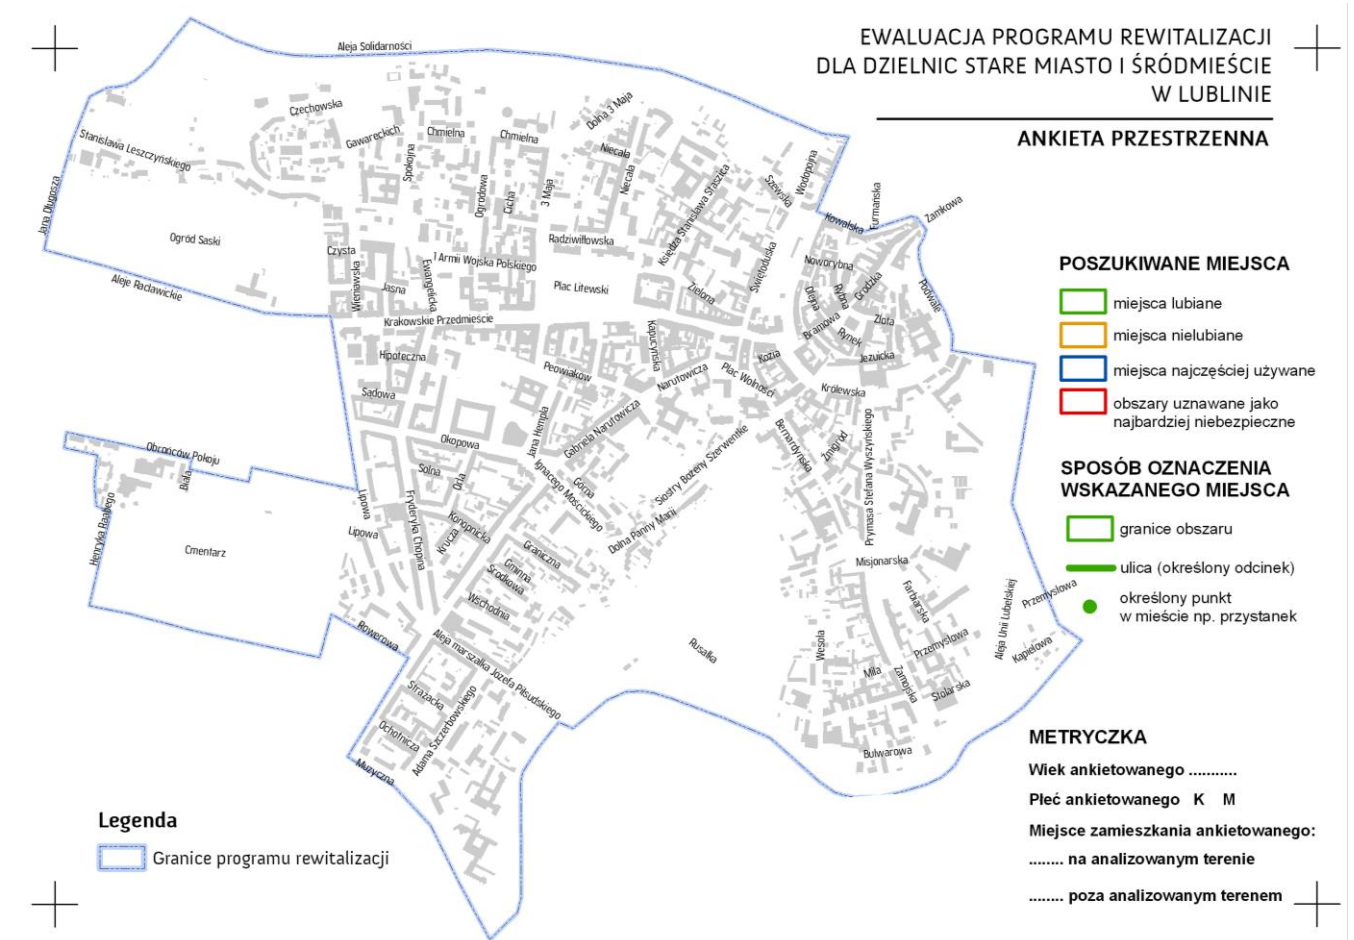 EWALUACJA PROGRAMU REWITALIZACJI
DLA DZIELNIC STARE MIASTO I ŚRÓDMIEŚCIE
W LUBLINIE
ANKIETA PRZESTRZENNA
Aleja Solidarności
Czechowska
Gawareckich
Chmielna
Chmielna
Dolna 3 Maja
Niecała
Niecała
Stanisława Leszczyńskiego
Spokojna
Ogrodowa
Cicha
3 Maja
Księdza Stanisława Staszica
Szewska
Wodopojna
Jana Długosza
Ogród Saski
Furmańska
Zamkowa
Kowalska
Radziwiłłowska
Czysta
1 Armii Wojska Polskiego
Świętoduska
Noworybna
Aleje Racławickie
Wieniawska
Jasna
Ewangelicka
Plac Litewski
Zielona
Olejna
Rybna
Grodzka
Podwale
Krakowskie Przedmieście
Kapucyńska
Bramowa
Rynek
Złota
Hipoteczna
Kozia
Jezuicka
Peowiaków
Narutowicza
Plac Wolności
Królewska
Sądowa
Jana Hempla
Gabriela Narutowicza
Okopowa
Bernardyńska
Żmigród
Prymasa Stefana Wyszyńskiego
Obrońców Pokoju
Biała
Solna
Orla
Ignacego Mościckiego
Górna
Siostry Bożeny Szerwentke
Henryka Raabego
Lipowa
Lipowa
Fryderyka Chopina
Konopnicka
Krucza
Dolna Panny Marii
Cmentarz
Graniczna
Gminna
Środkowa
Wschodnia
Misjonarska
Farbiarska
Przemysłowa
Przemysłowa
Aleja Unii Lubelskiej
Kąpielowa
Rowerowa
Aleja marszałka Józefa Piłsudskiego
Rusałka
Wesoła
Miła
Zamojska
Stolarska
Strażacka
Ochotnicza
Adama Szczerbowskiego
Muzyczna
Bulwarowa
POSZUKIWANE MIEJSCA
miejsca lubiane
miejsca nielubiane
miejsca najczęściej używane
obszary uznawane jako
najbardziej niebezpieczne
SPOSÓB OZNACZENIA
WSKAZANEGO MIEJSCA
granice obszaru
ulica (określony odcinek)
określony punkt
w mieście np. przystanek
METRYCZKA
Wiek ankietowanego ...........
Płeć ankietowanego K M
Miejsce zamieszkania ankietowanego:
........ na analizowanym terenie
........ poza analizowanym terenem
Legenda
Granice programu rewitalizacji